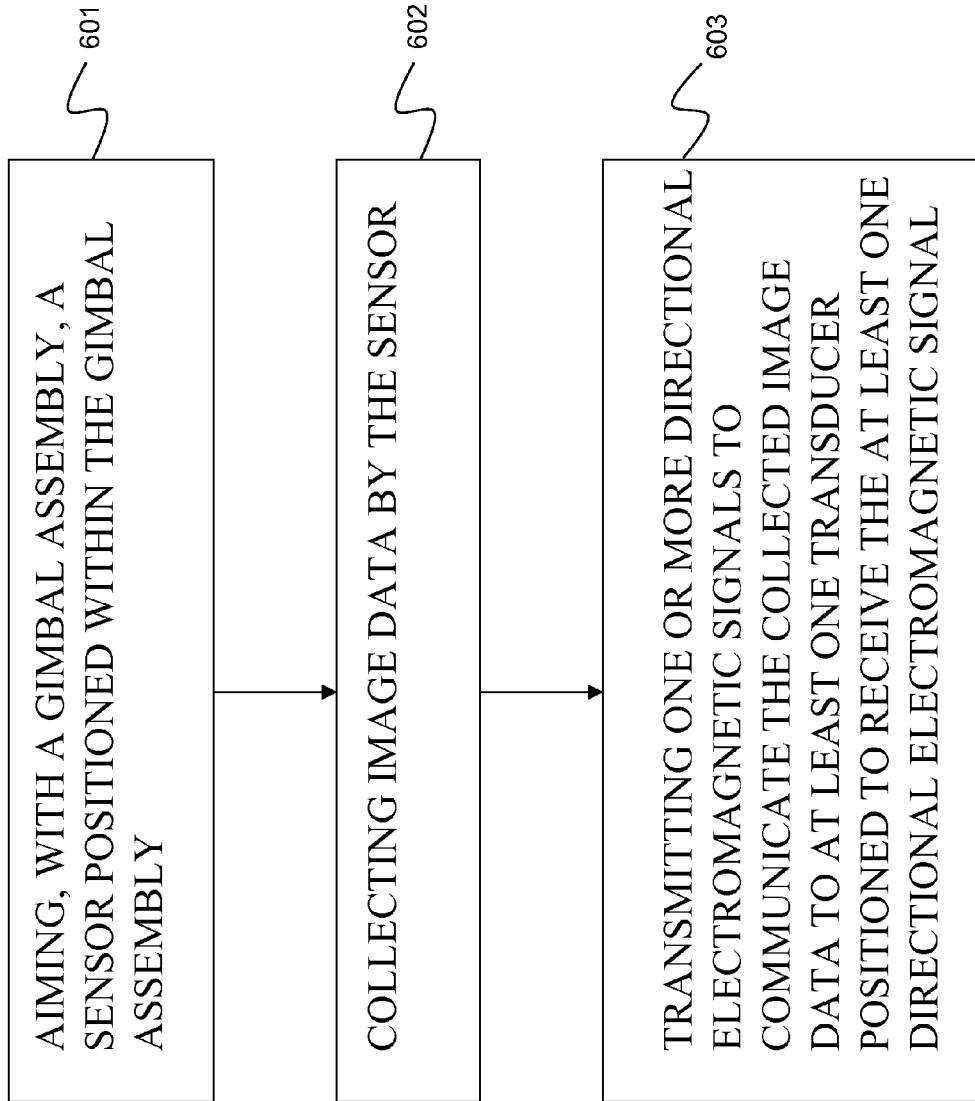 AIMING, WITH A GIMBAL ASSEMBLY, A
SENSOR POSITIONED WITHIN THE GIMBAL
ASSEMBLY
601
COLLECTING IMAGE DATA BY THE SENSOR
602
TRANSMITTING ONE OR MORE DIRECTIONAL
ELECTROMAGNETIC SIGNALS TO
COMMUNICATE THE COLLECTED IMAGE
DATA TO AT LEAST ONE TRANSDUCER
POSITIONED TO RECEIVE THE AT LEAST ONE
DIRECTIONAL ELECTROMAGNETIC SIGNAL
603